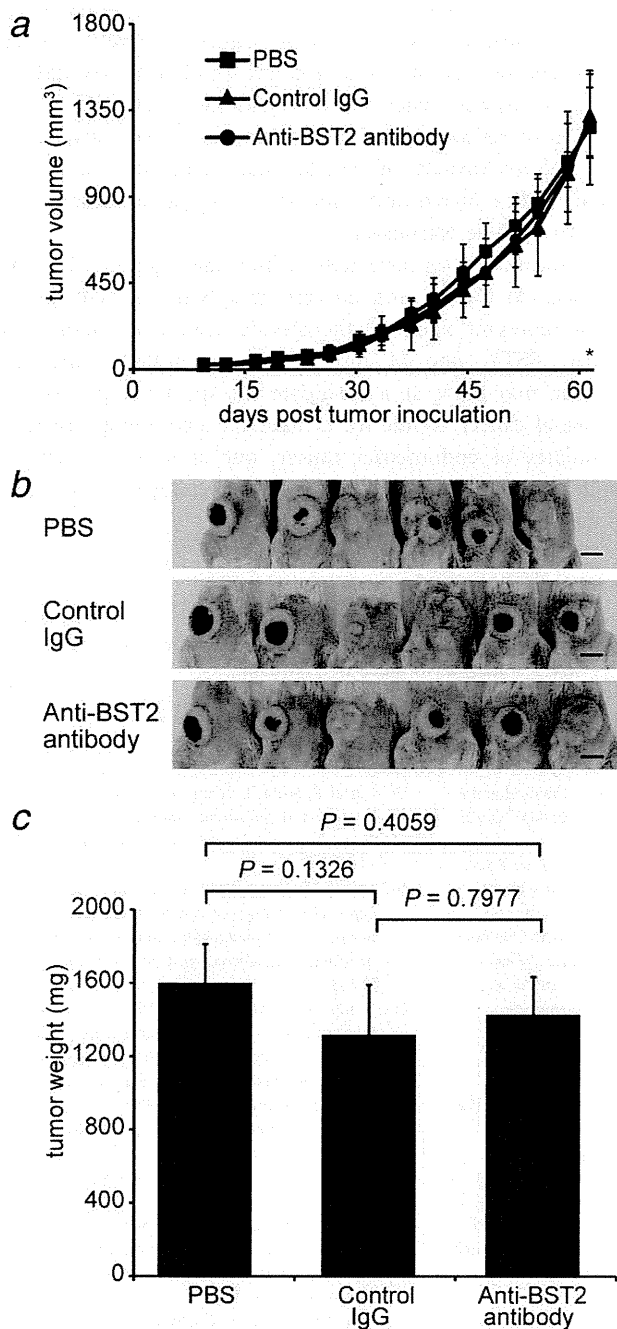 a
1800
1350
900
450
0
tumor volume (mm³)
PBS
Control IgG
Anti-BST2 antibody
*
0
15
30
45
60
days post tumor inoculation
b
PBS
Control
IgG
Anti-BST2
antibody
c
P = 0.4059
P = 0.1326
P = 0.7977
2000
1600
1200
800
400
0
tumor weight (mg)
PBS
Control
IgG
Anti-BST2
antibody